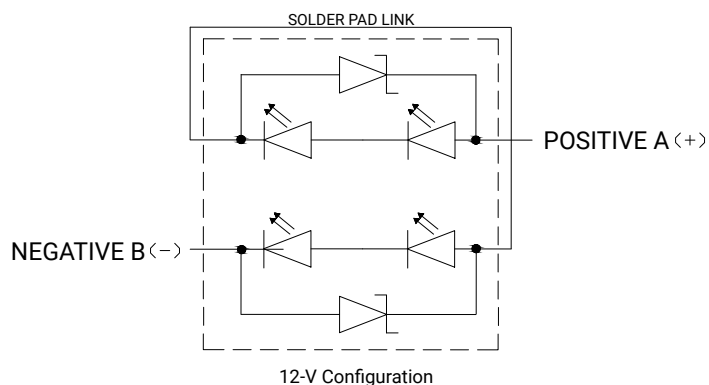 SOLDER PAD LINK
POSITIVE A(+)
NEGATIVE B(-)
12-V Configuration